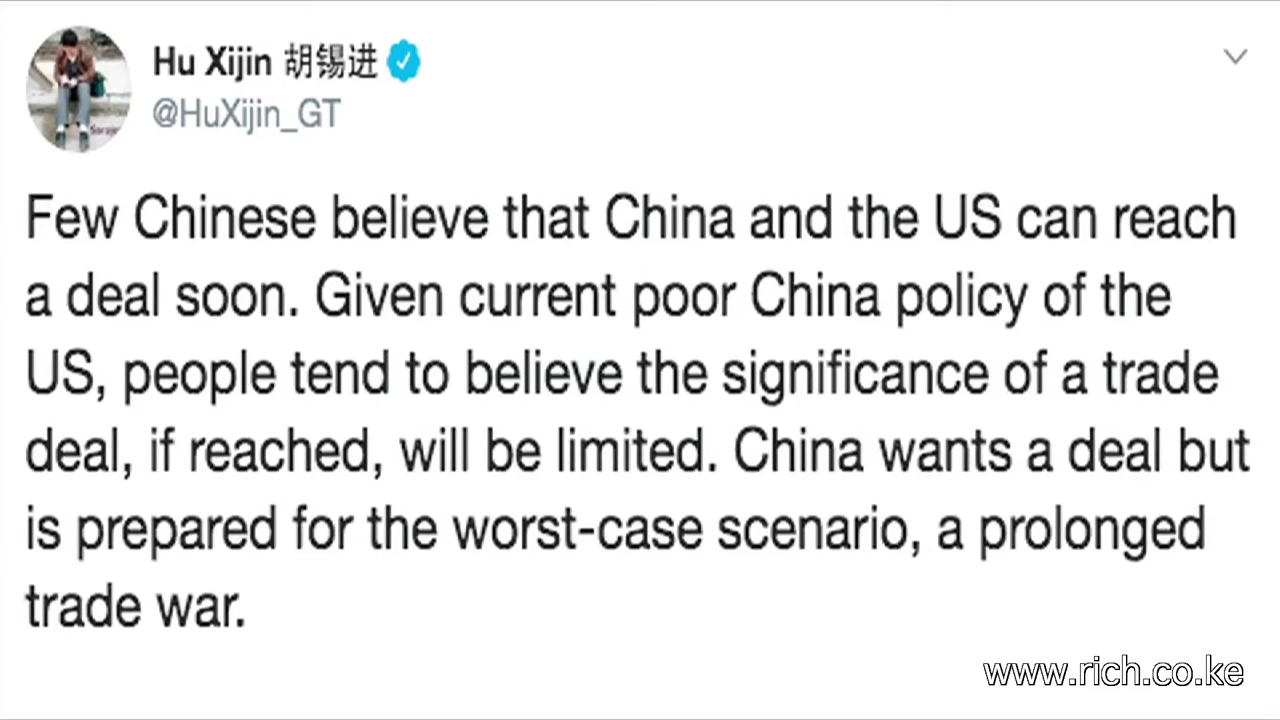 Hu Xijin 胡锡进
@HuXijin_GT
Few Chinese believe that China and the US can reach
a deal soon. Given current poor China policy of the
US, people tend to believe the significance of a trade
deal, if reached, will be limited. China wants a deal but
is prepared for the worst-case scenario, a prolonged
trade war.
www.rich.co.ke